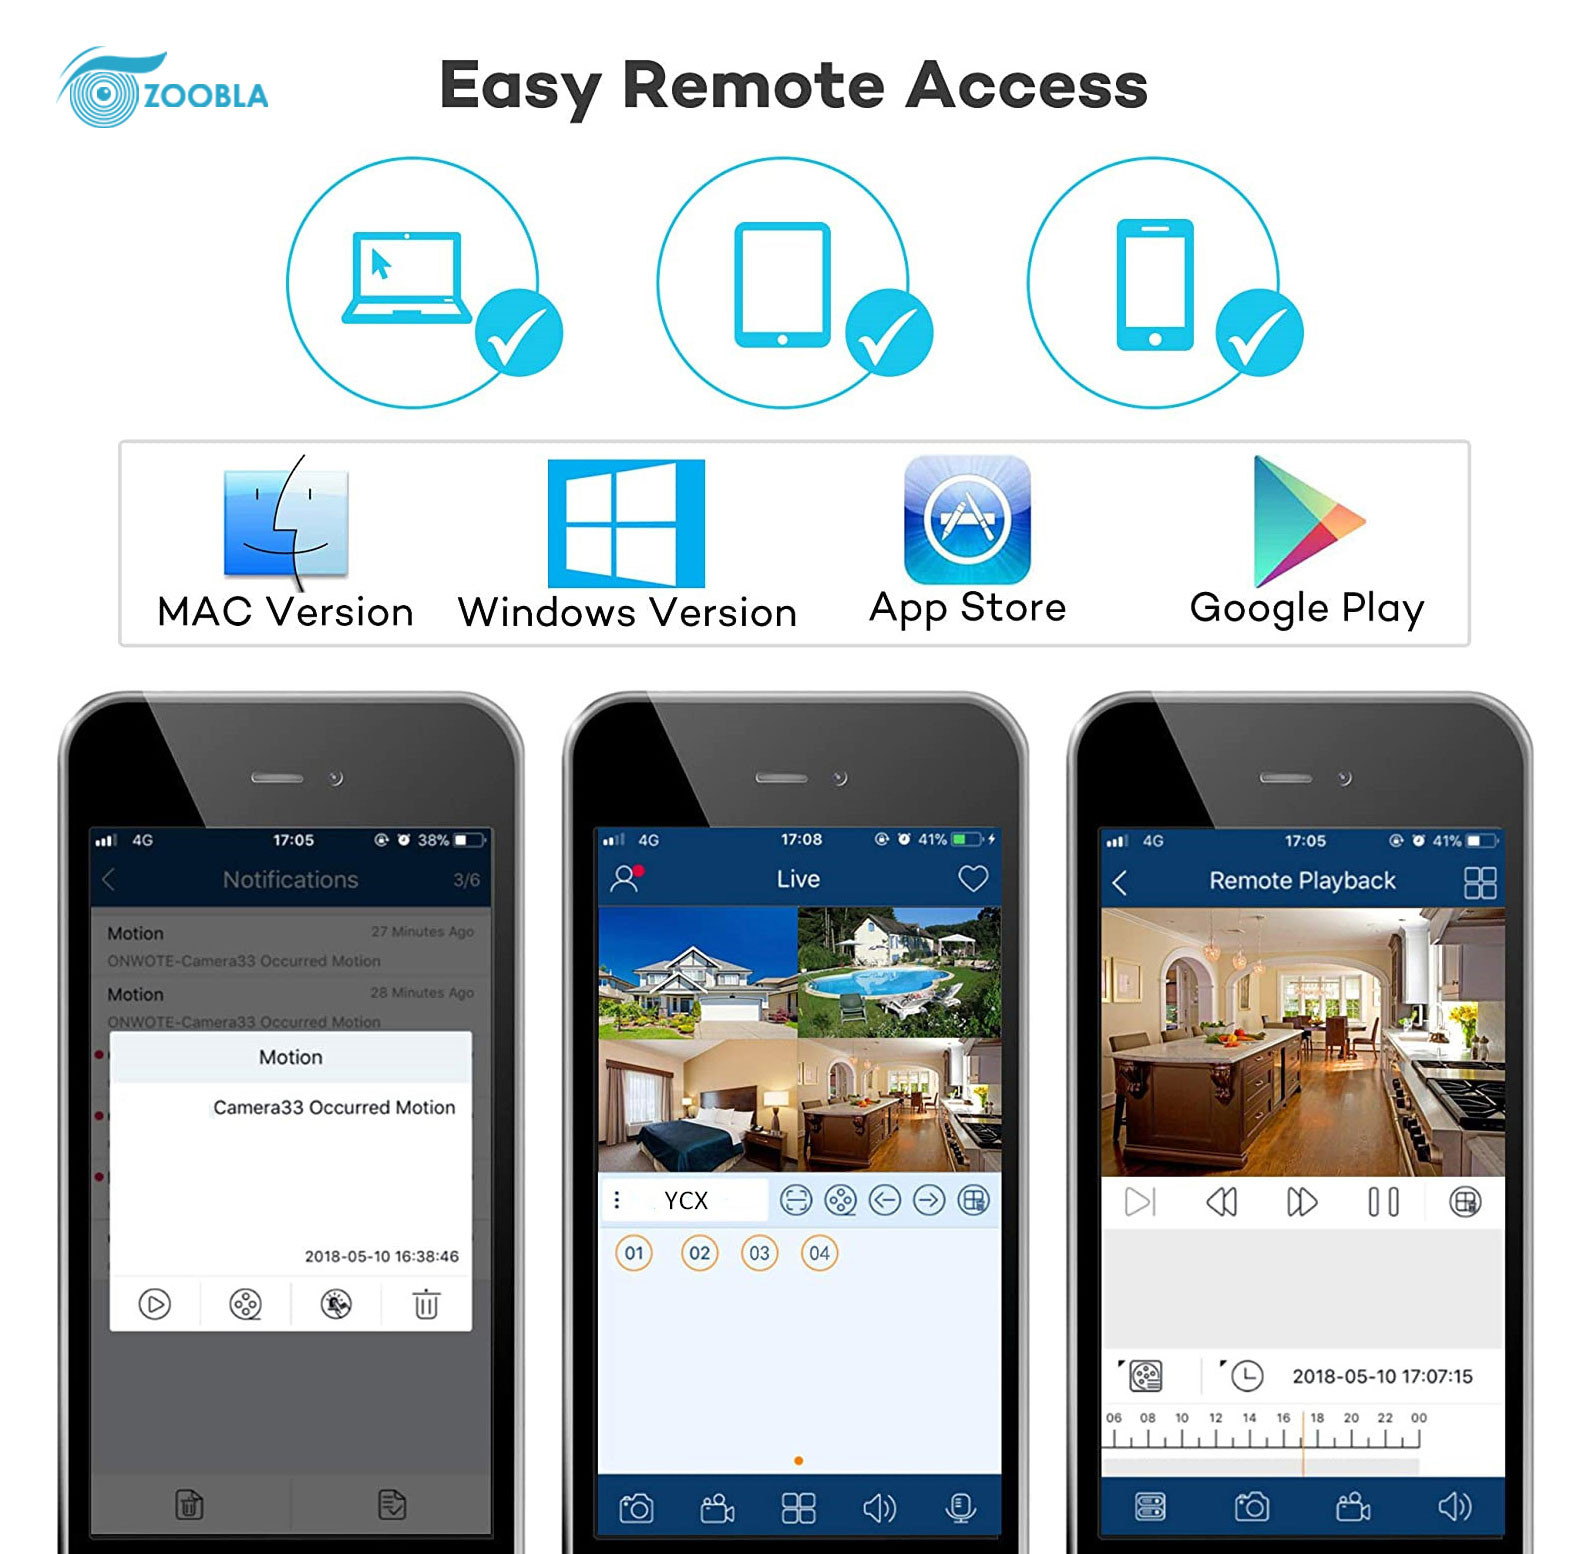 ZOOBLA
Easy Remote Access
MAC Version
Windows Version
App Store
Google Play
4G 17:05 38%
Notifications 3/6
Motion 27 Minutes Ago
ONWOTE-Camera33 Occurred Motion
Motion 28 Minutes Ago
ONWOTE-Camera33 Occurred Motion
Motion
Camera33 Occurred Motion
2018-05-10 16:38:46
4G 17:08 41%
Live
YCX
01 02 03 04
4G 17:05 41%
Remote Playback
2018-05-10 17:07:15
06 08 10 12 14 16 18 20 22 00